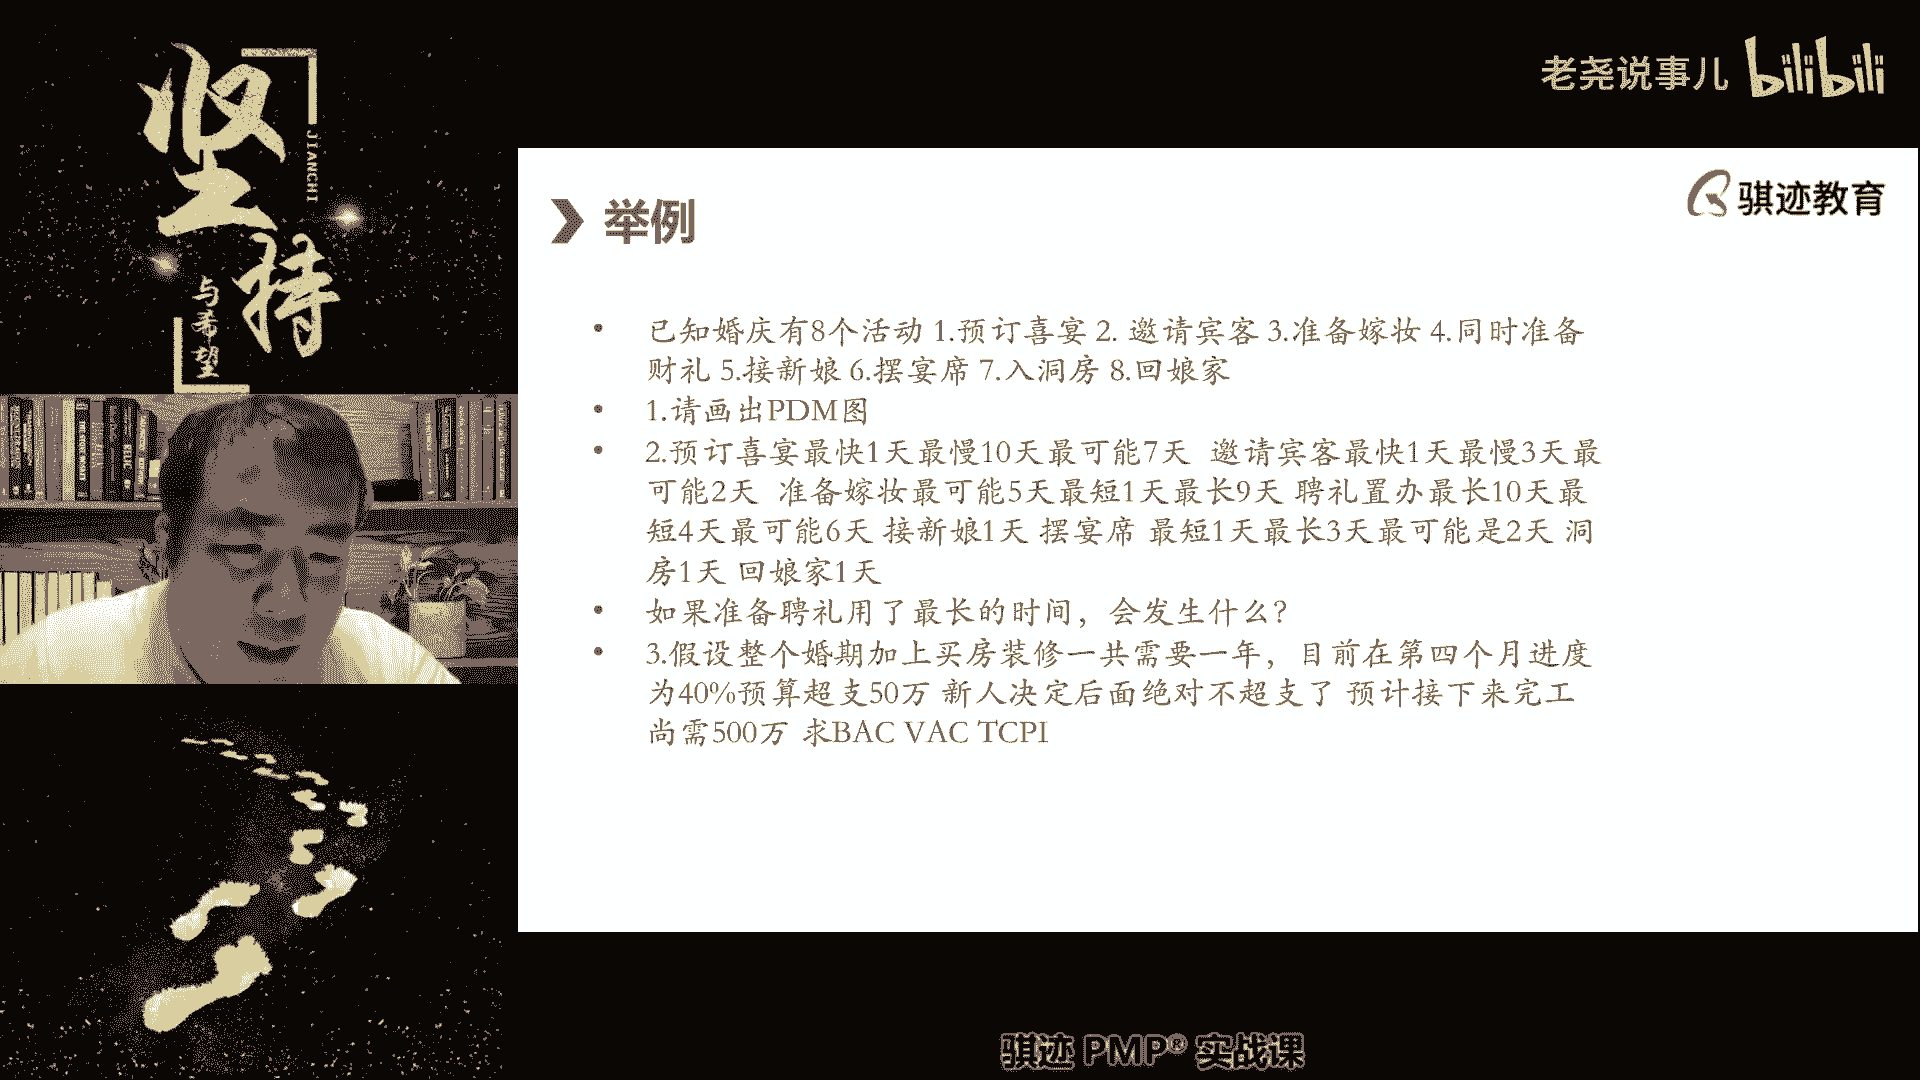 坚持
JIANCHI
与希望
老尧说事儿 bilibili
骐迹教育
举例
• 已知婚庆有8个活动 1.预订喜宴 2. 邀请宾客 3.准备嫁妆 4.同时准备
财礼 5.接新娘 6.摆宴席 7.入洞房 8.回娘家
• 1.请画出PDM图
• 2.预订喜宴最快1天最慢10天最可能7天 邀请宾客最快1天最慢3天最
可能2天 准备嫁妆最可能5天最短1天最长9天 聘礼置办最长10天最
短4天最可能6天 接新娘1天 摆宴席 最短1天最长3天最可能是2天 洞
房1天 回娘家1天
• 如果准备聘礼用了最长的时间，会发生什么？
• 3.假设整个婚期加上买房装修一共需要一年，目前在第四个月进度
为40%预算超支50万 新人决定后面绝对不超支了 预计接下来完工
尚需500万 求BAC VAC TCPI
骐迹 PMP® 实战课